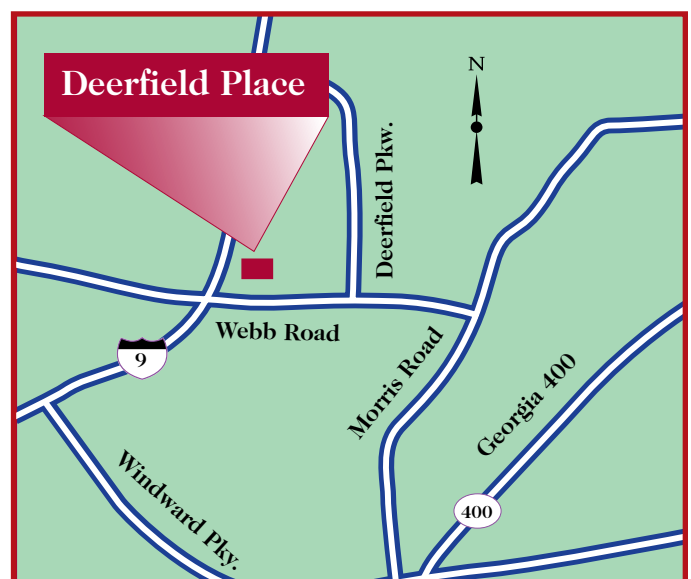 N
Deerfield Place
Deerfield Pkw.
Webb Road
9
Morris Road
Georgia 400
Windward Pky.
400